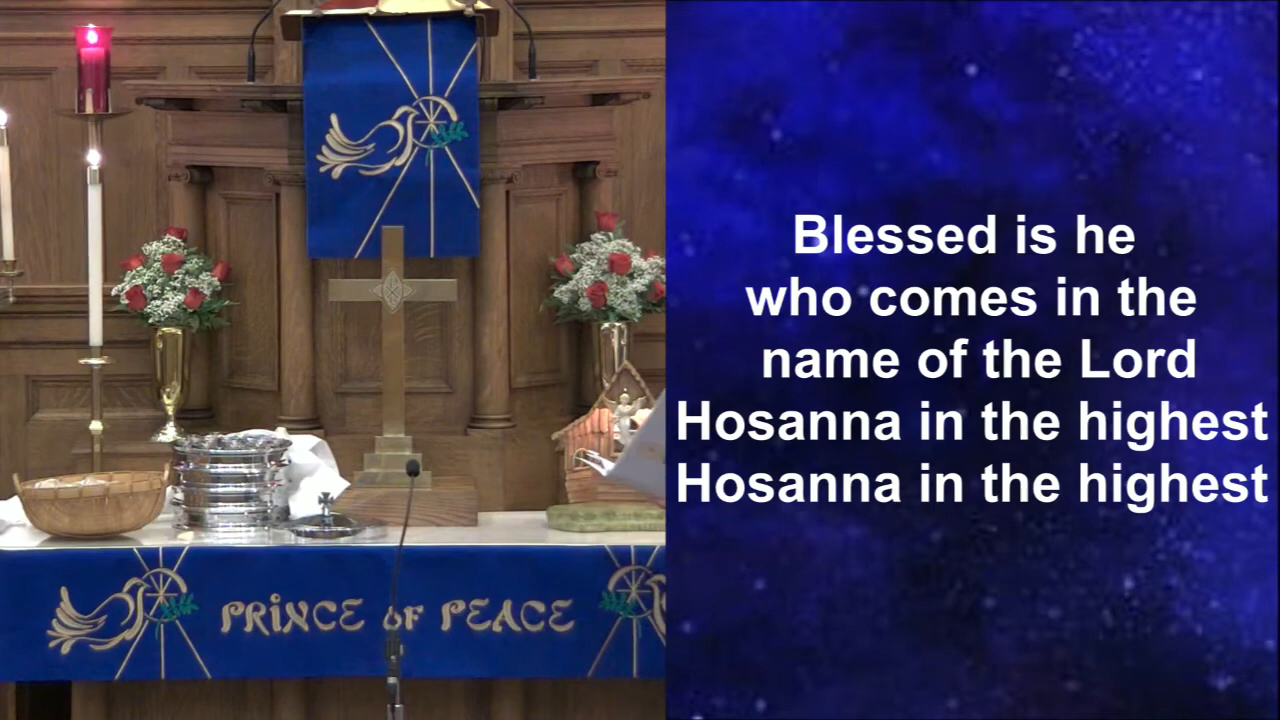 PRINCE OF PEACE
Blessed is he
who comes in the
name of the Lord
Hosanna in the highest
Hosanna in the highest